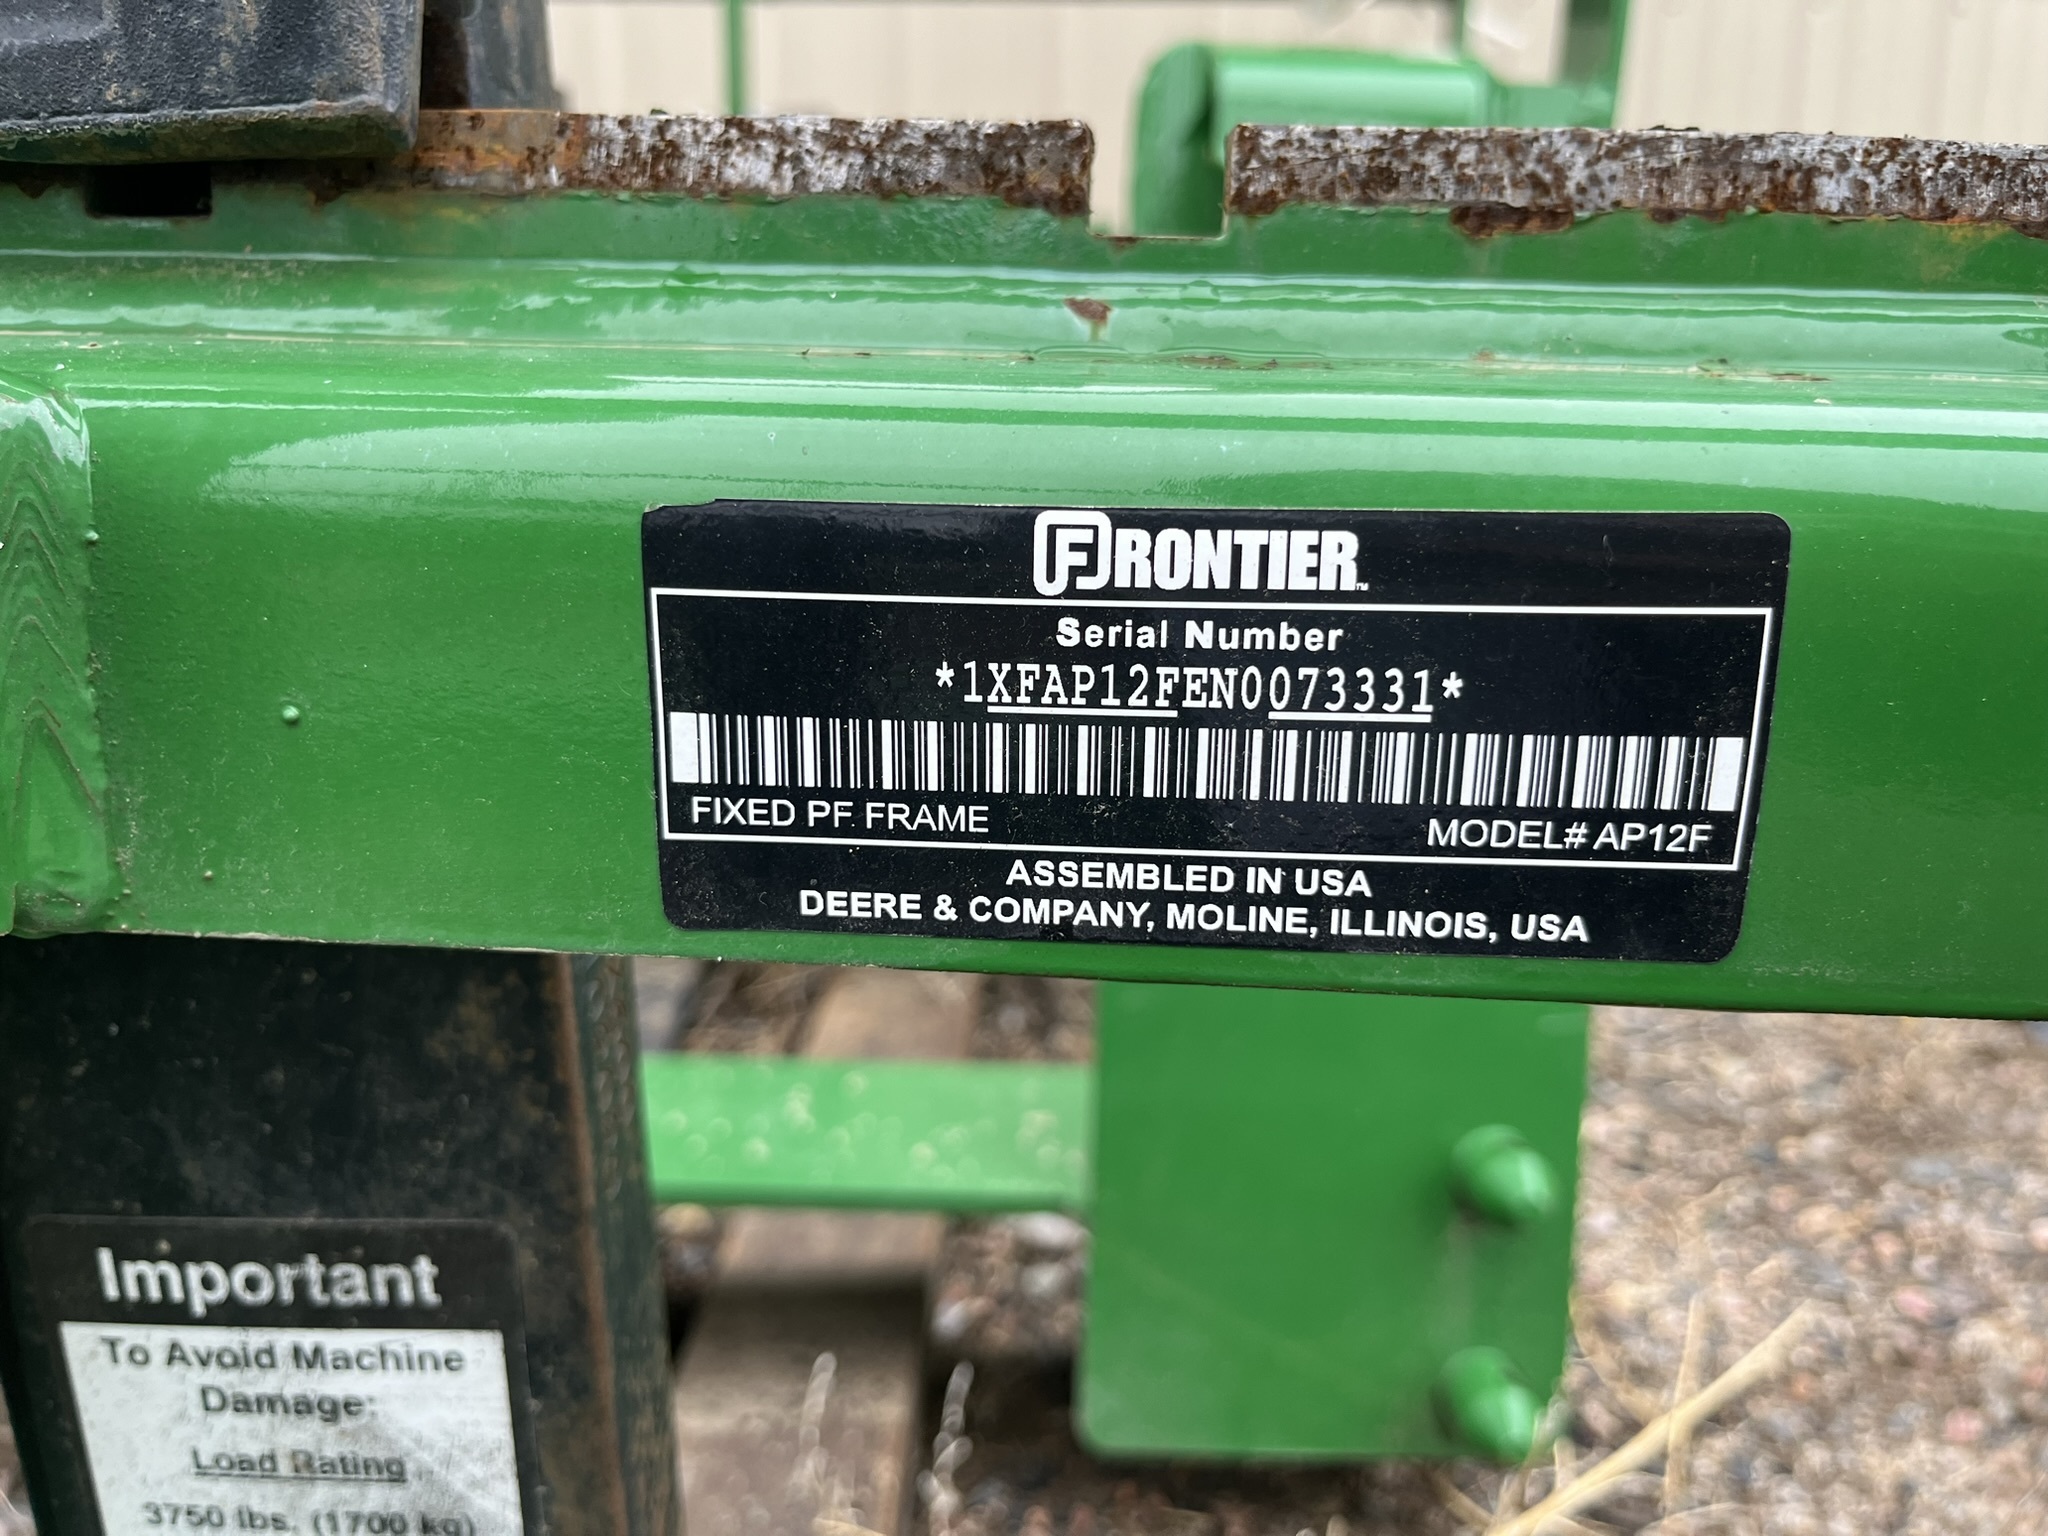 FRONTIER™
Serial Number
*1XFAP12FEN0073331*
FIXED PF FRAME
MODEL# AP12F
ASSEMBLED IN USA
DEERE & COMPANY, MOLINE, ILLINOIS, USA
Important
To Avoid Machine
Damage:
Load Rating
3750 lbs. (1700 kg)